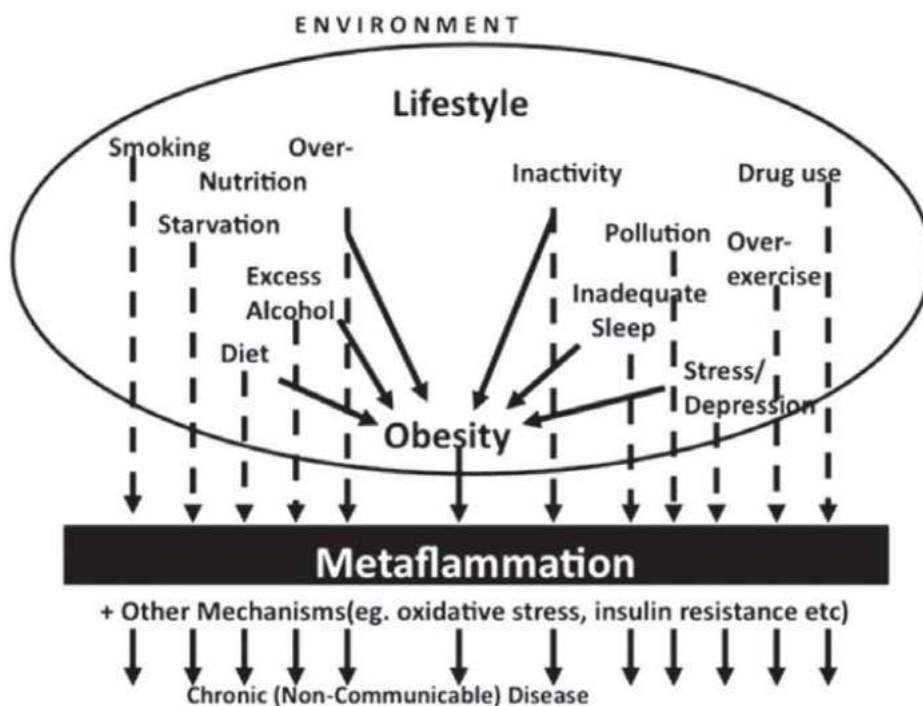 ENVIRONMENT
Lifestyle
Smoking
Over-
Nutrition
Inactivity
Drug use
Starvation
Pollution
Over-
exercise
Excess
Alcohol
Inadequate
Sleep
Diet
Stress/
Depression
Obesity
Metaflammation
+ Other Mechanisms(eg. oxidative stress, insulin resistance etc)
Chronic (Non-Communicable) Disease